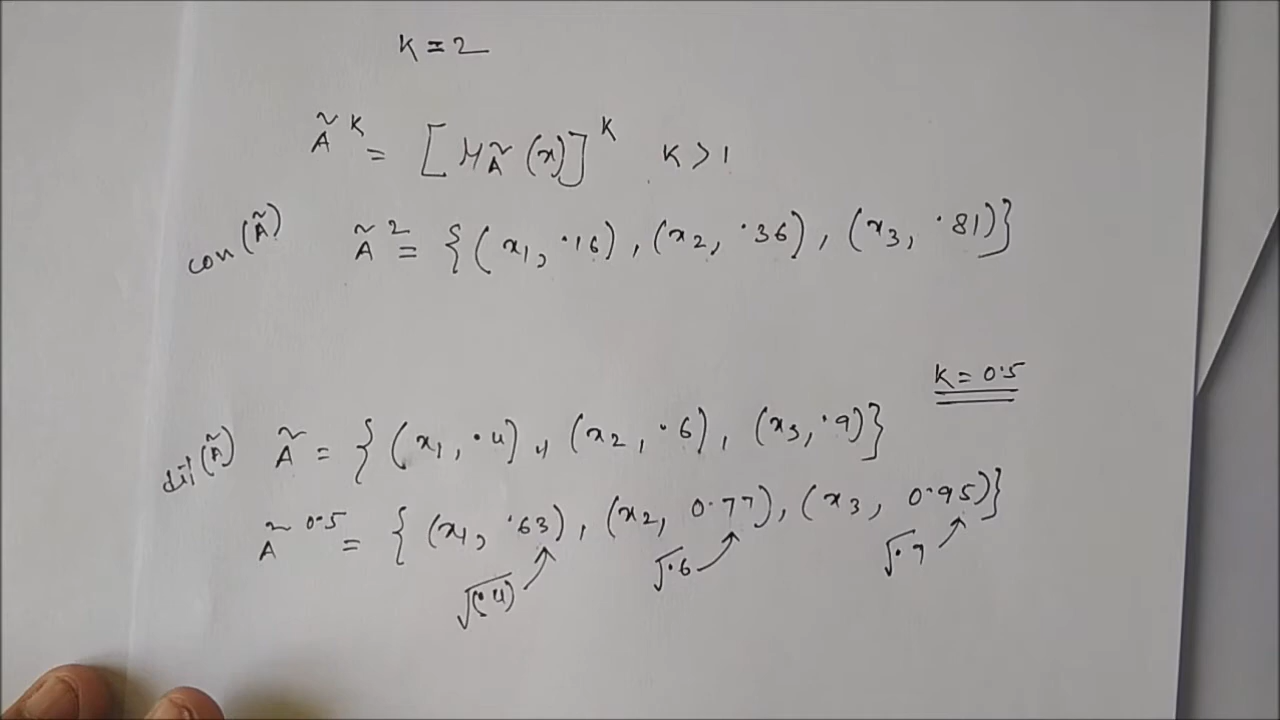 K = 2
Ã^K = [μ_Ã (x)]^K K > 1
con(Ã) Ã^2 = {(x1, ·16), (x2, ·36), (x3, ·81)}
K = 0·5
dil(Ã) Ã = {(x1, ·4), (x2, ·6), (x3, ·9)}
Ã^0·5 = {(x1, ·63), (x2, 0·77), (x3, 0·95)}
√(·4) √·6 √·9